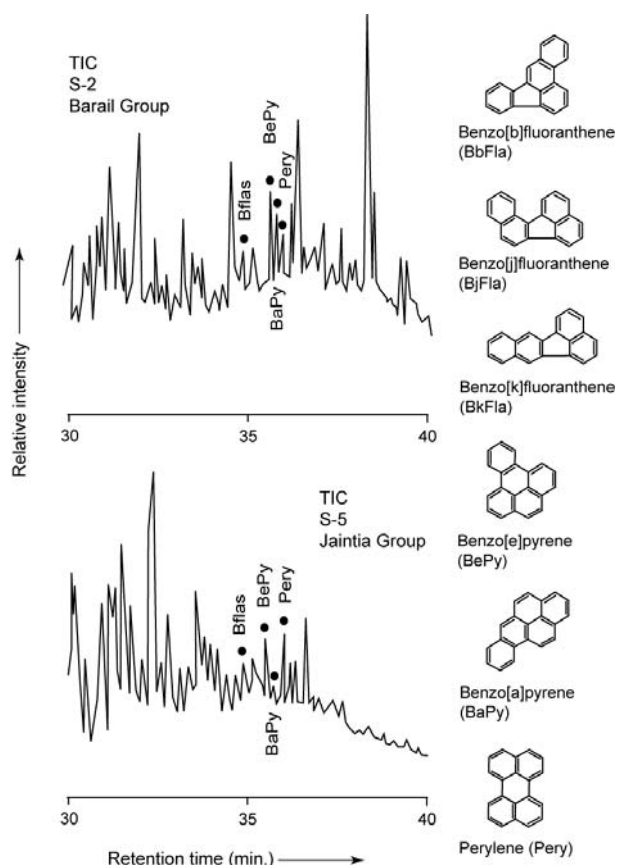 TIC
S-2
Barail Group
Bflas
BePy
Pery
BaPy
30
35
40
Relative intensity
TIC
S-5
Jaintia Group
Bflas
BePy
Pery
BaPy
30
35
40
Retention time (min.)
Benzo[b]fluoranthene
(BbFla)
Benzo[j]fluoranthene
(BjFla)
Benzo[k]fluoranthene
(BkFla)
Benzo[e]pyrene
(BePy)
Benzo[a]pyrene
(BaPy)
Perylene (Pery)